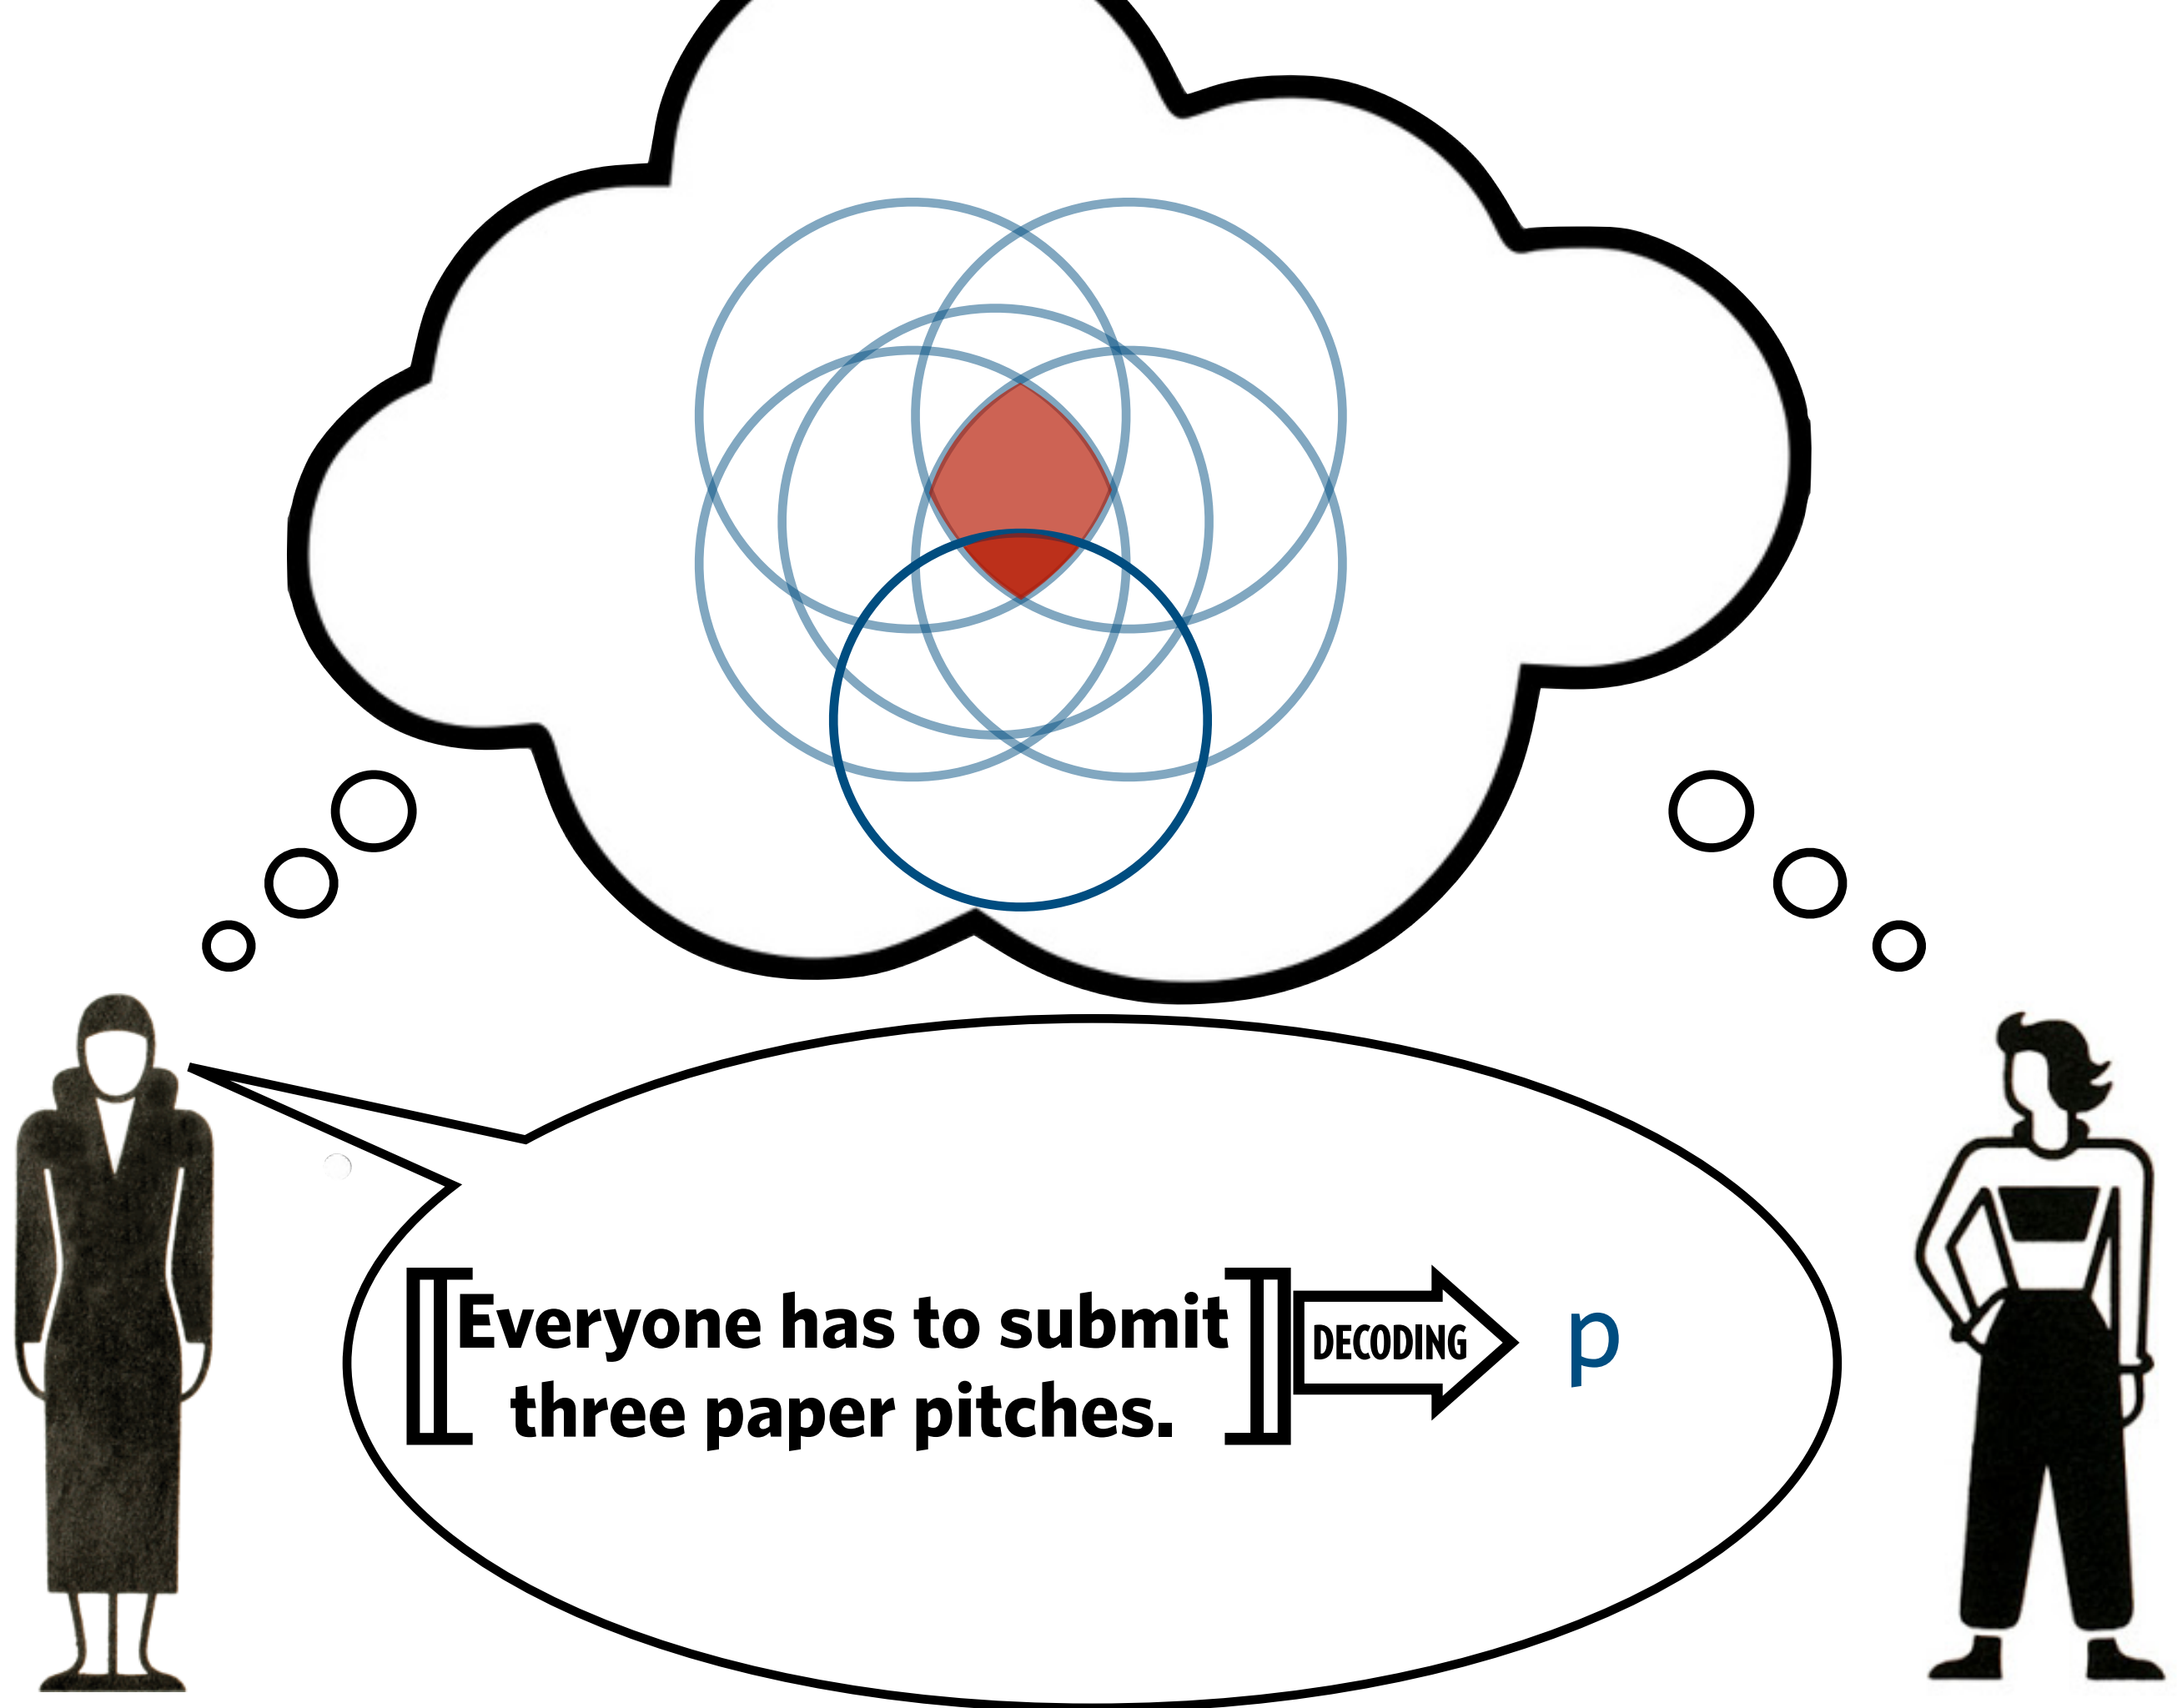 Everyone has to submit
three paper pitches.
DECODING
p